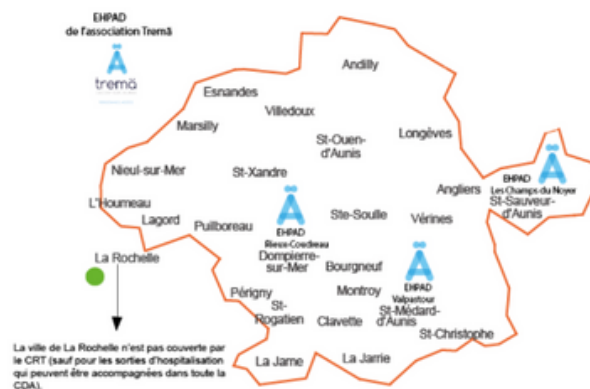 EHPAD
de l'association Tremä
tremä
Andilly
Esnandes
Villedoux
Marsilly
St-Ouen-
d'Aunis
Longèves
Nieul-sur-Mer
St-Xandre
EHPAD
Les Champs du Noyer
Angliers
St-Sauveur-
d'Aunis
L'Houmeau
Lagord
Puilboreau
Ste-Soulle
Vérines
EHPAD
Rieux-Coudreau
La Rochelle
Dompierre-
sur-Mer
Bourgneuf
EHPAD
Valpastour
Périgny
Montroy
St-
Rogatien
Clavette
St-Médard-
d'Aunis
St-Christophe
La Jarne
La Jarrie
La ville de La Rochelle n'est pas couverte par
le CRT (sauf pour les sorties d'hospitalisation
qui peuvent être accompagnées dans toute la
CDA).